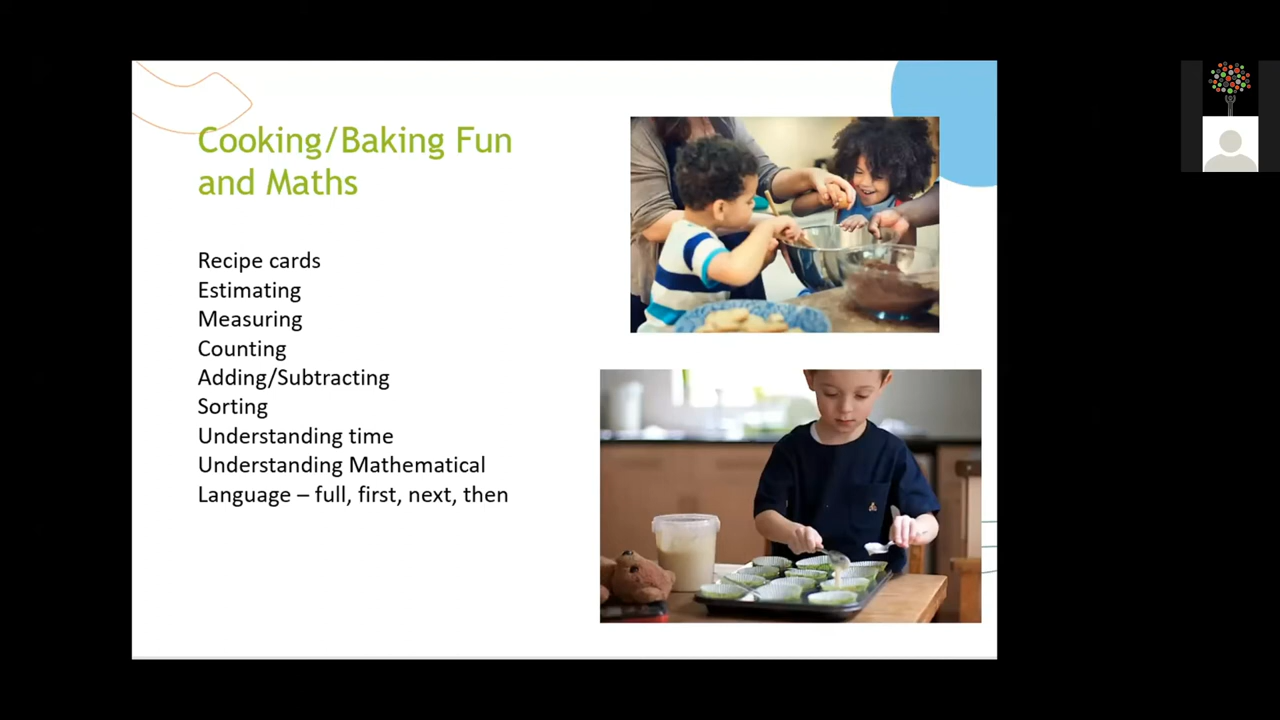 Cooking/Baking Fun
and Maths
Recipe cards
Estimating
Measuring
Counting
Adding/Subtracting
Sorting
Understanding time
Understanding Mathematical
Language – full, first, next, then